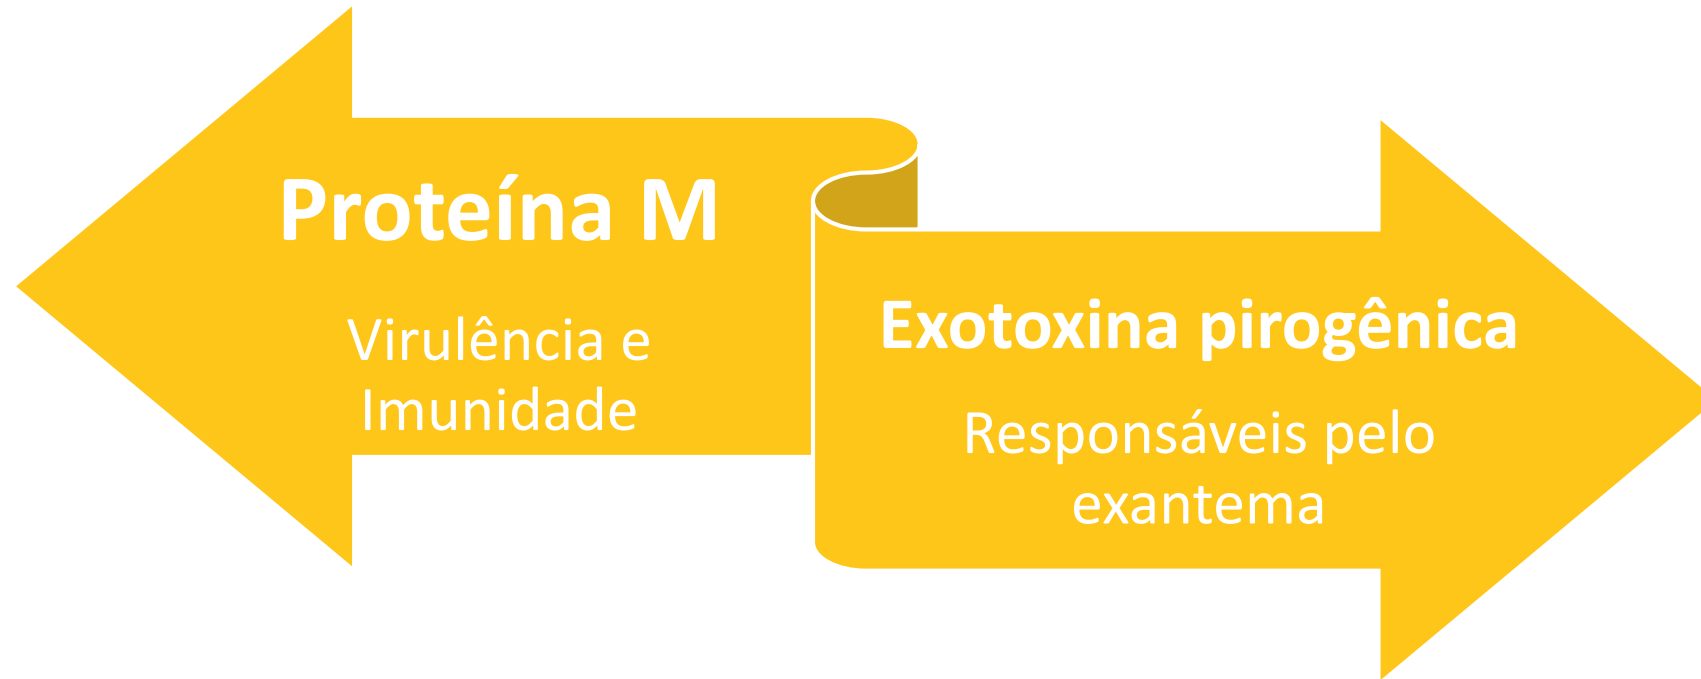 Proteína M
Virulência e
Imunidade
Exotoxina pirogênica
Responsáveis pelo
exantema